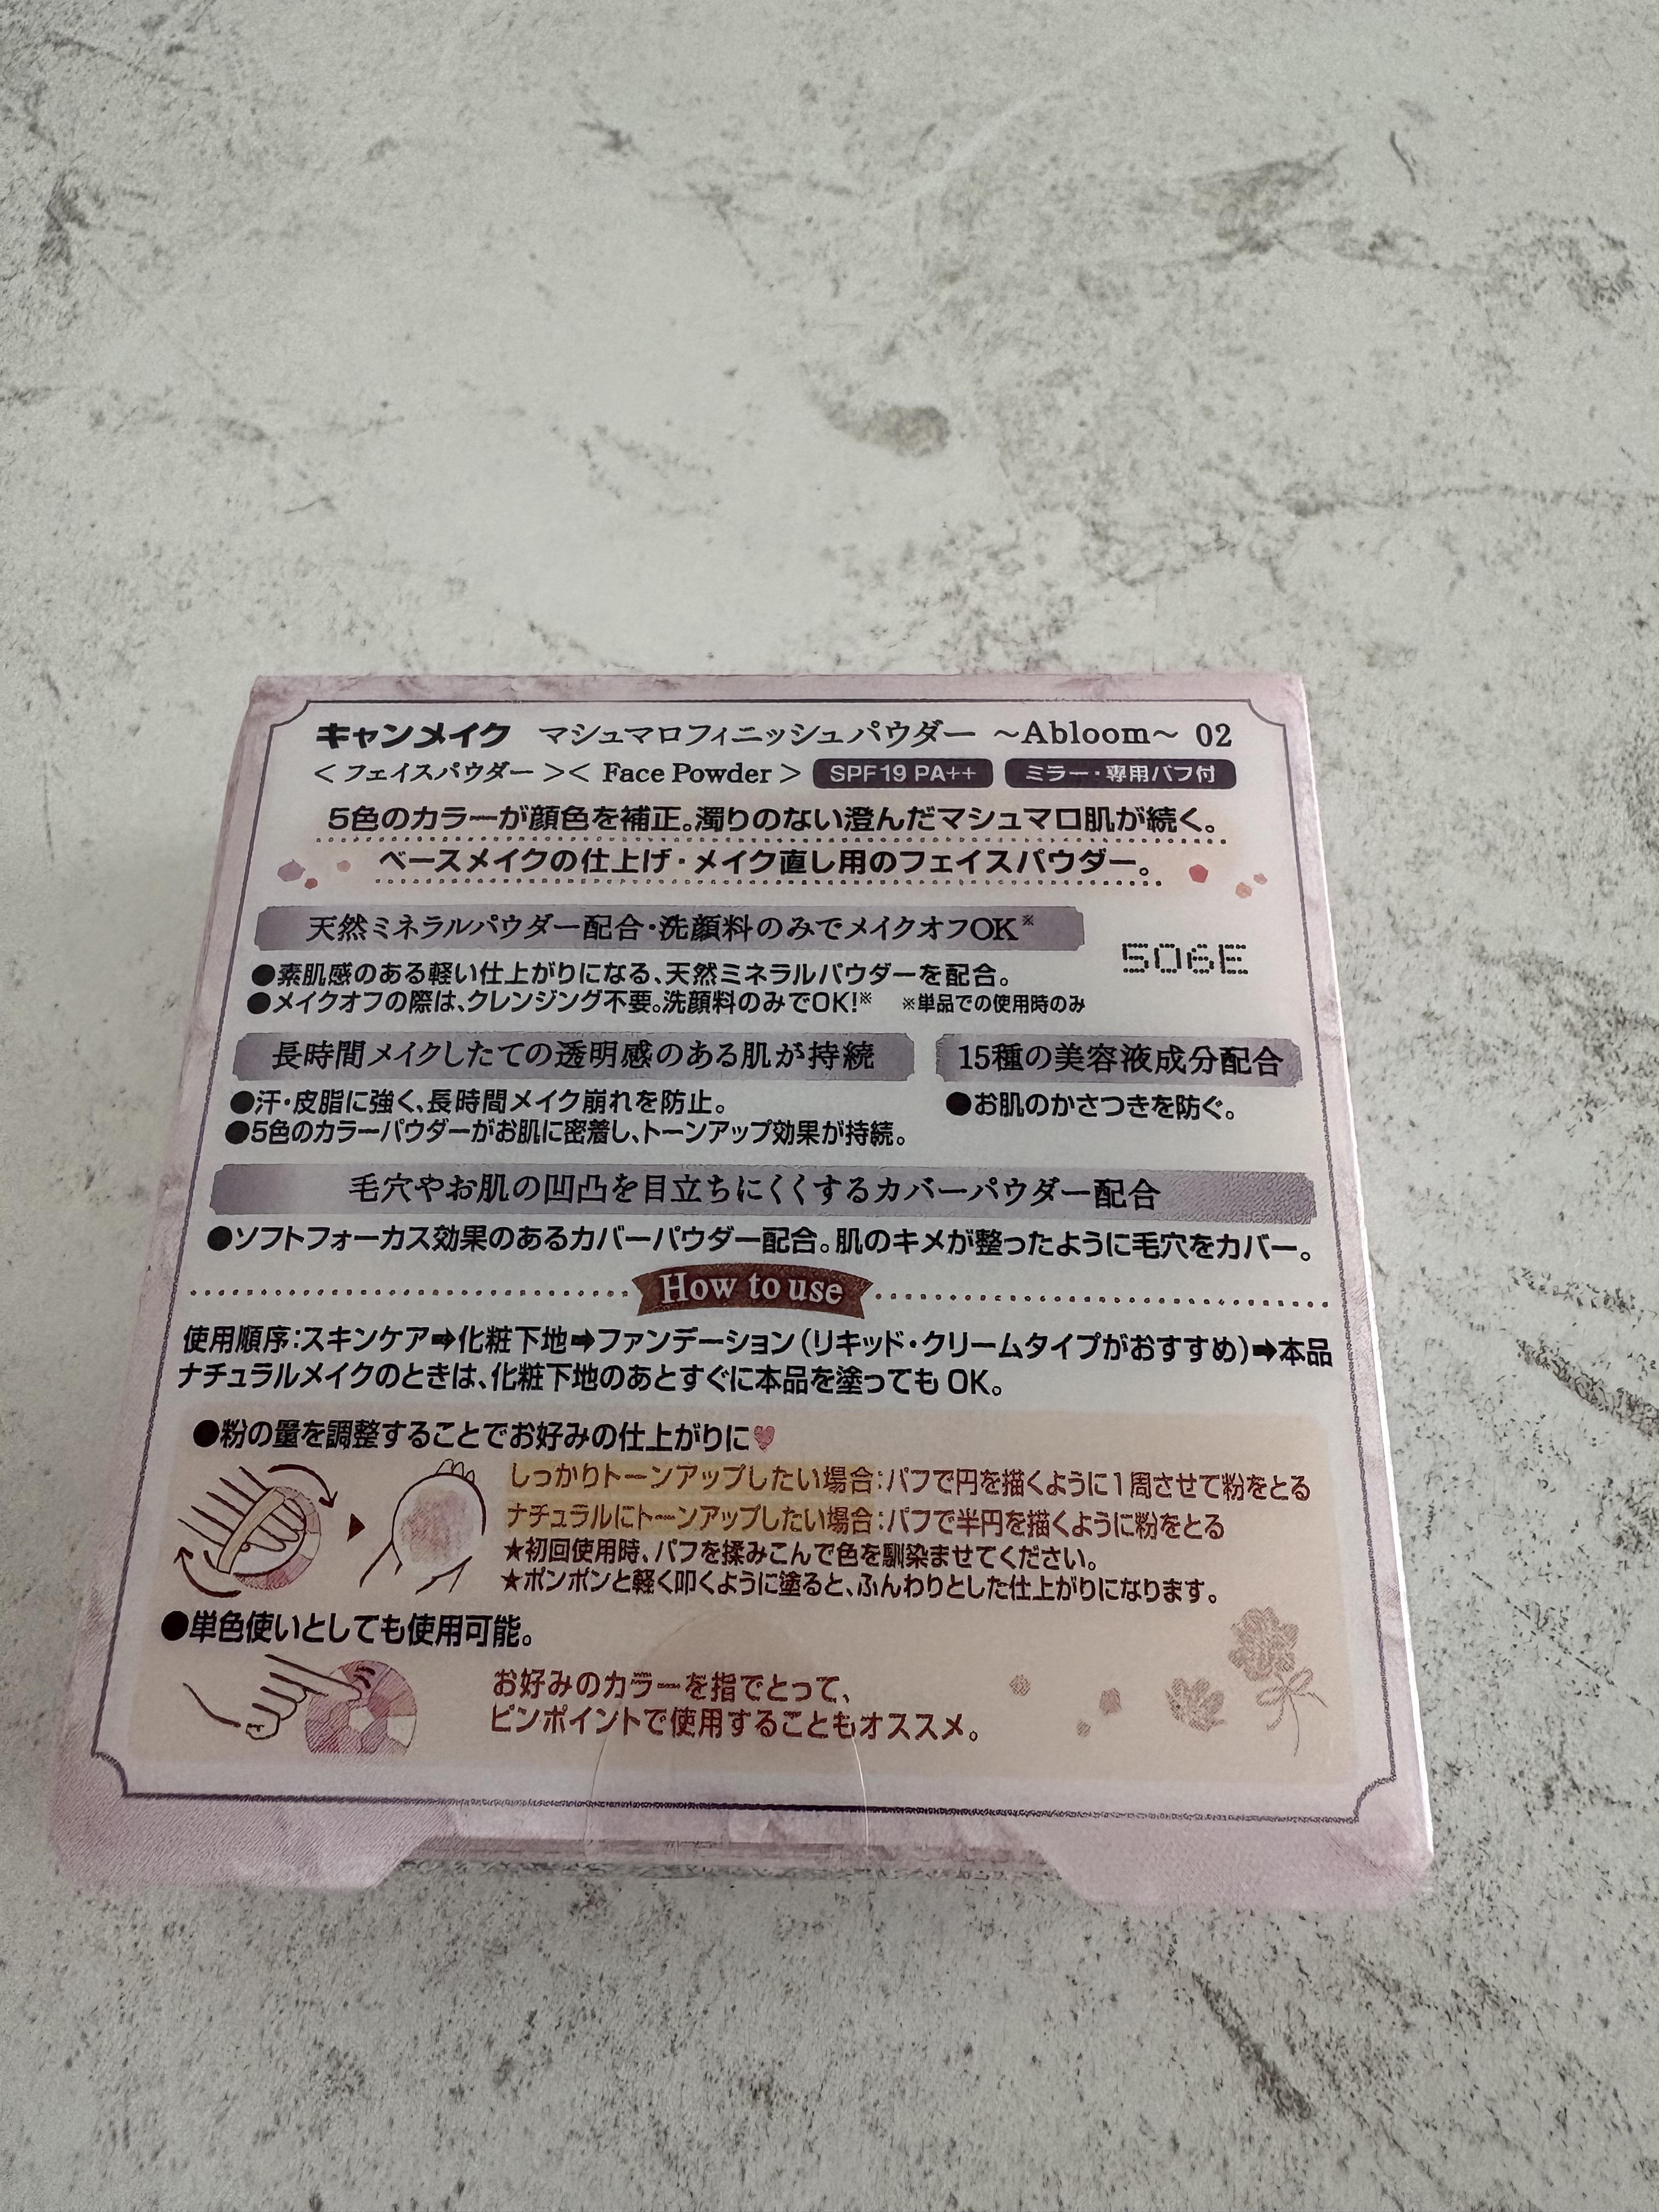 キャンメイク マシュマロフィニッシュパウダー ～Abloom～ 02
＜フェイスパウダー＞＜ Face Powder ＞ SPF19 PA++ ミラー・専用パフ付
5色のカラーが顔色を補正。濁りのない澄んだマシュマロ肌が続く。
ベースメイクの仕上げ・メイク直し用のフェイスパウダー。
天然ミネラルパウダー配合・洗顔料のみでメイクオフOK※
●素肌感のある軽い仕上がりになる、天然ミネラルパウダーを配合。
●メイクオフの際は、クレンジング不要。洗顔料のみでOK!※ ※単品での使用時のみ
5O6E
長時間メイクしたての透明感のある肌が持続
●汗・皮脂に強く、長時間メイク崩れを防止。
●5色のカラーパウダーがお肌に密着し、トーンアップ効果が持続。
15種の美容液成分配合
●お肌のかさつきを防ぐ。
毛穴やお肌の凹凸を目立ちにくくするカバーパウダー配合
●ソフトフォーカス効果のあるカバーパウダー配合。肌のキメが整ったように毛穴をカバー。
How to use
使用順序：スキンケア➡化粧下地➡ファンデーション（リキッド・クリームタイプがおすすめ）➡本品
ナチュラルメイクのときは、化粧下地のあとすぐに本品を塗っても OK。
●粉の量を調整することでお好みの仕上がりに♥
しっかりトーンアップしたい場合：パフで円を描くように1周させて粉をとる
ナチュラルにトーンアップしたい場合：パフで半円を描くように粉をとる
★初回使用時、パフを揉みこんで色を馴染ませてください。
★ポンポンと軽く叩くように塗ると、ふんわりとした仕上がりになります。
●単色使いとしても使用可能。
お好みのカラーを指でとって、
ピンポイントで使用することもオススメ。